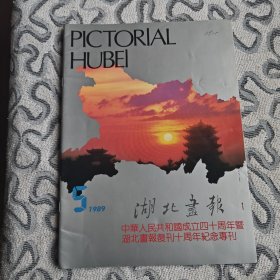 PICTORIAL
HUBEI
5 1989
湖北画報
中華人民共和國成立四十周年暨
湖北畫報復刊十周年紀念專刊